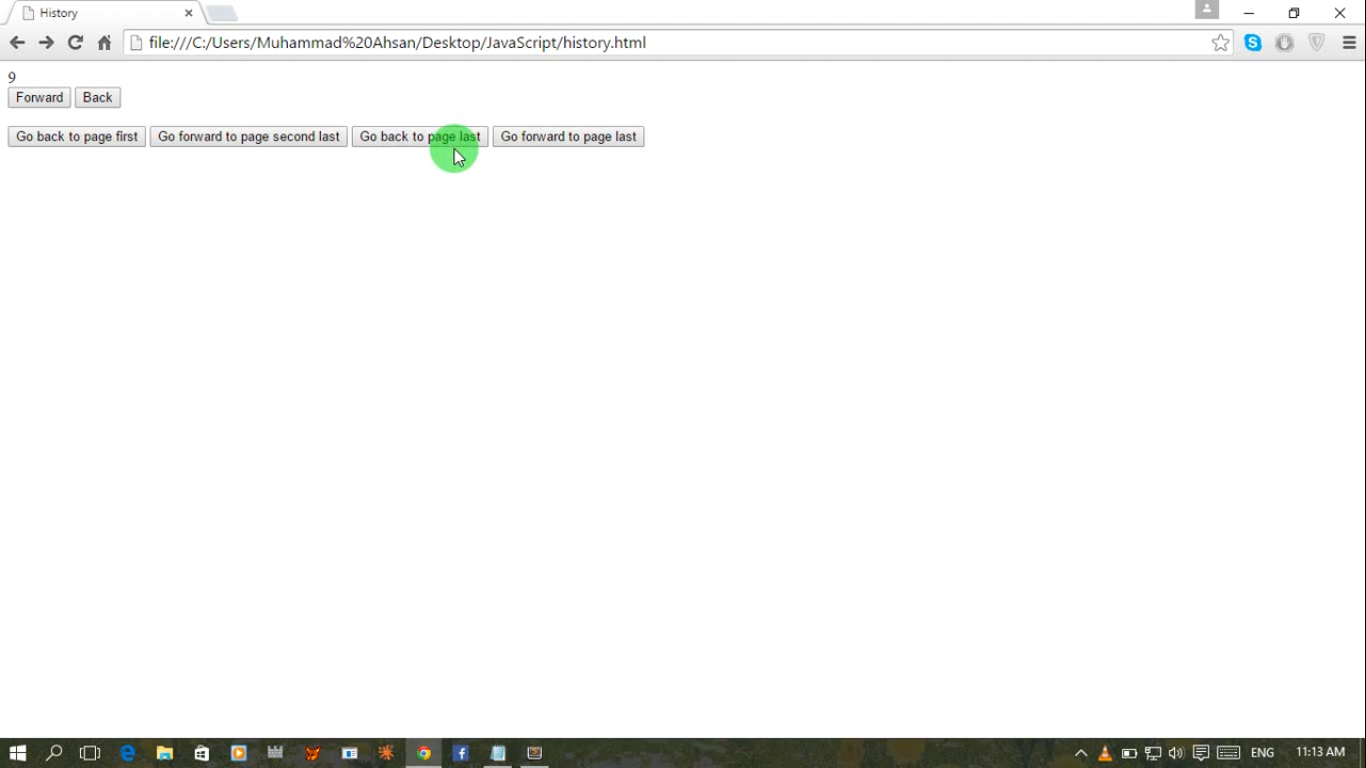 History
file:///C:/Users/Muhammad%20Ahsan/Desktop/JavaScript/history.html
9
Forward Back
Go back to page first Go forward to page second last Go back to page last Go forward to page last
ENG 11:13 AM